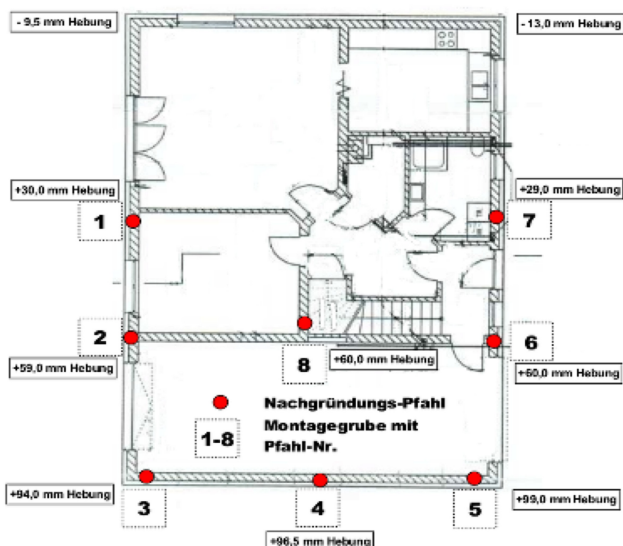 - 9,5 mm Hebung
- 13,0 mm Hebung
+30,0 mm Hebung
+29,0 mm Hebung
1
7
2
8
6
+59,0 mm Hebung
+60,0 mm Hebung
+60,0 mm Hebung
Nachgründungs-Pfahl
1-8
Montagegrube mit
Pfahl-Nr.
+94,0 mm Hebung
3
4
5
+99,0 mm Hebung
+96,5 mm Hebung